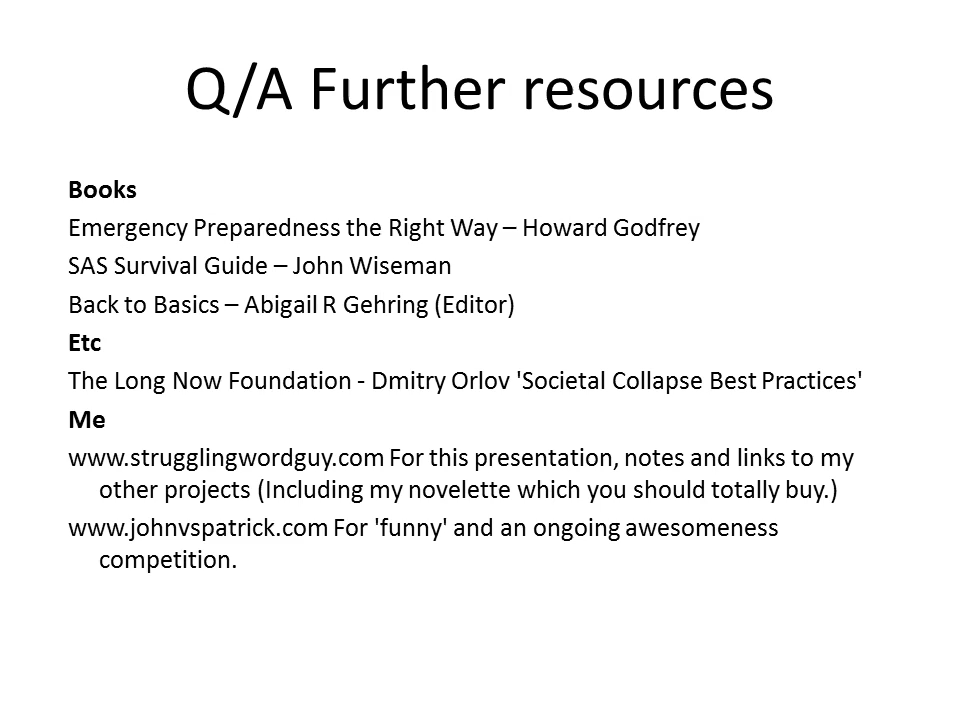 Q/A Further resources
Books
Emergency Preparedness the Right Way – Howard Godfrey
SAS Survival Guide – John Wiseman
Back to Basics – Abigail R Gehring (Editor)
Etc
The Long Now Foundation - Dmitry Orlov 'Societal Collapse Best Practices'
Me
www.strugglingwordguy.com For this presentation, notes and links to my
other projects (Including my novelette which you should totally buy.)
www.johnvspatrick.com For 'funny' and an ongoing awesomeness
competition.